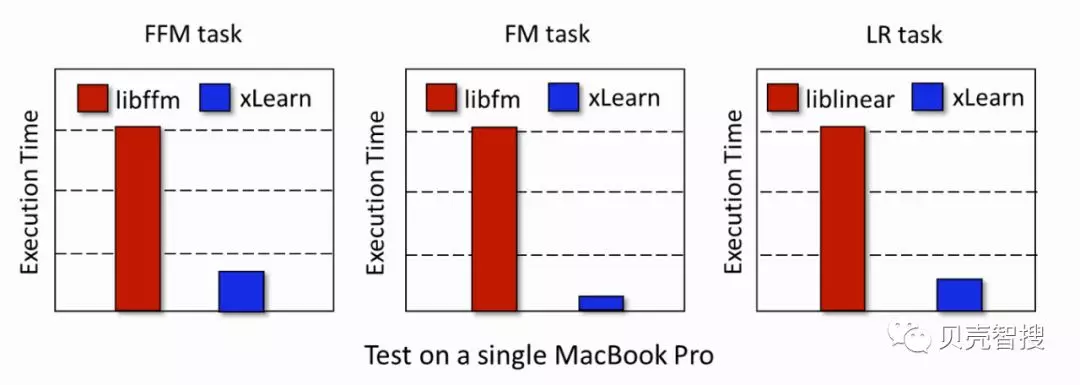 FFM task
libffm xLearn
Execution Time
FM task
libfm xLearn
Execution Time
LR task
liblinear xLearn
Execution Time
Test on a single MacBook Pro
贝壳智搜